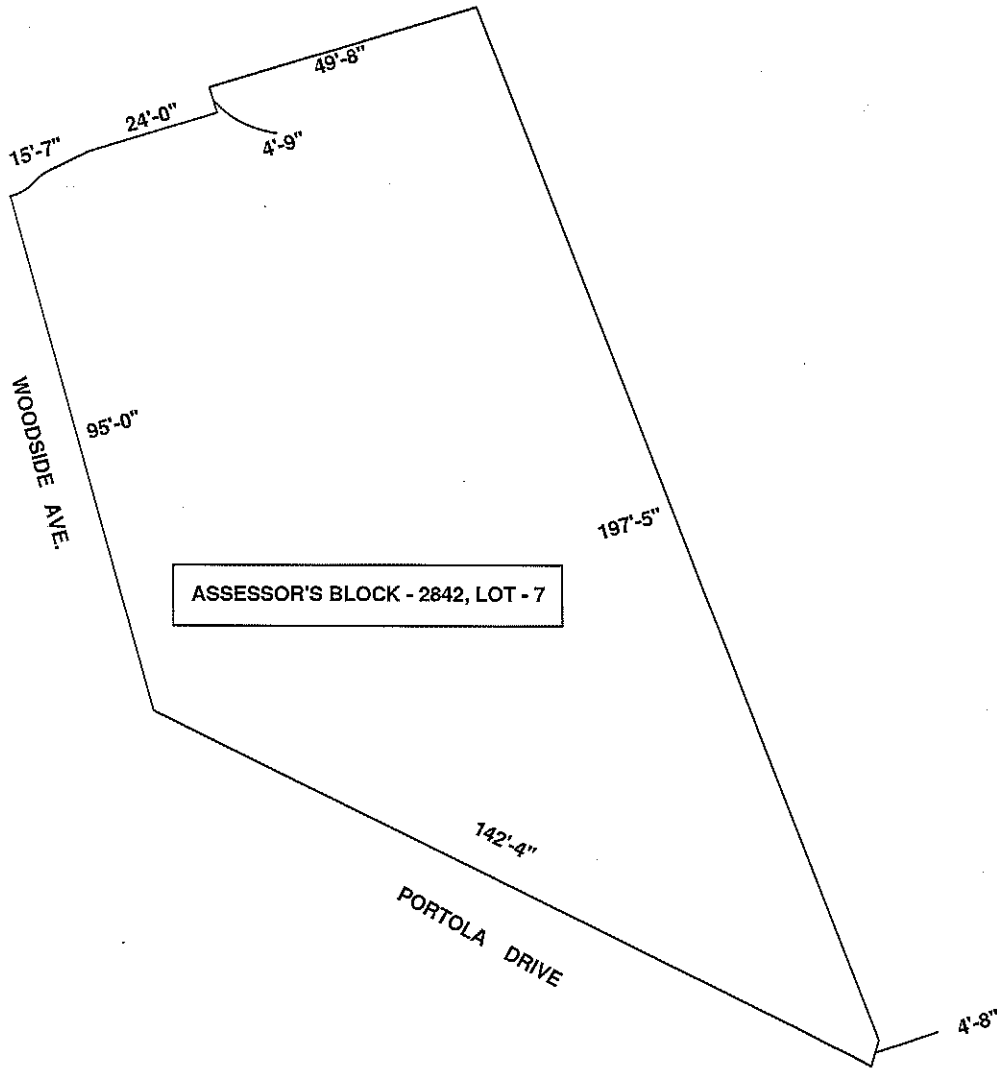 49'-8"
24'-0"
15'-7"
4'-9"
WOODSIDE AVE.
95'-0"
197'-5"
ASSESSOR'S BLOCK - 2842, LOT - 7
142'-4"
PORTOLA DRIVE
4'-8"